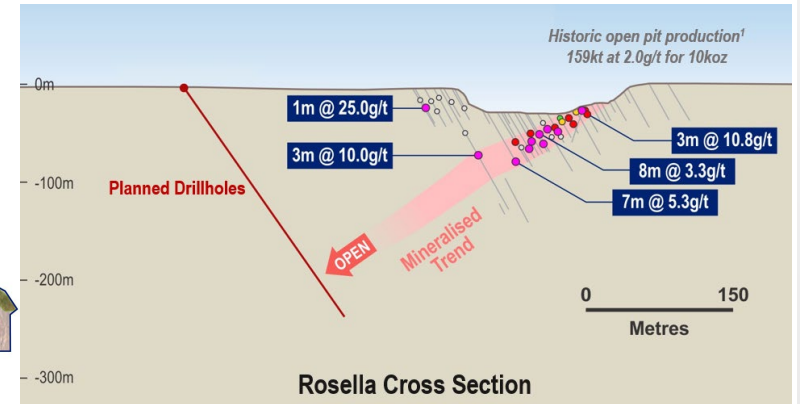 Historic open pit production1
159kt at 2.0g/t for 10koz
0m
1m @ 25.0g/t
3m @ 10.8g/t
3m @ 10.0g/t
8m @ 3.3g/t
-100m
Planned Drillholes
7m @ 5.3g/t
OPEN
Mineralised
Trend
-200m
0 150
Metres
-300m
Rosella Cross Section